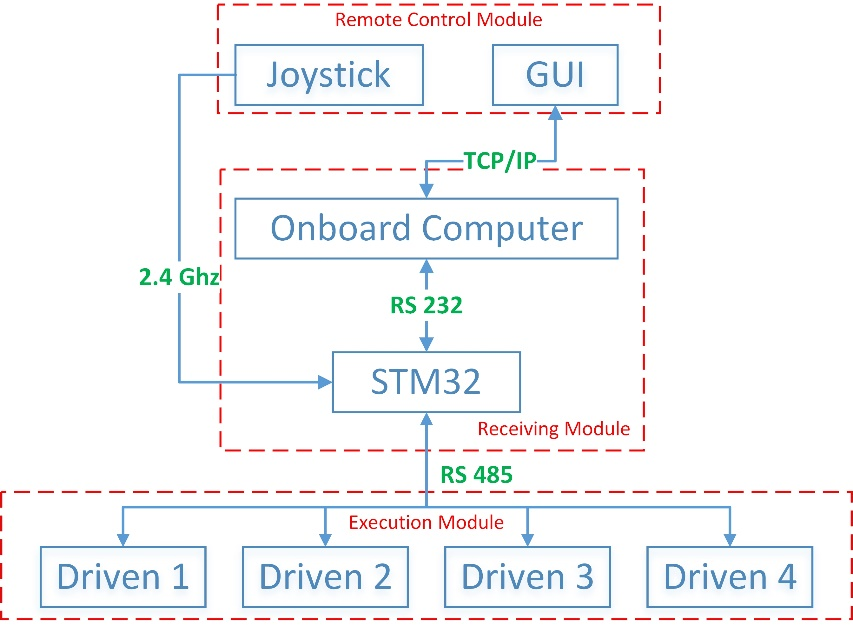 Remote Control Module
Joystick
GUI
TCP/IP
Onboard Computer
2.4 Ghz
RS 232
STM32
Receiving Module
RS 485
Execution Module
Driven 1
Driven 2
Driven 3
Driven 4